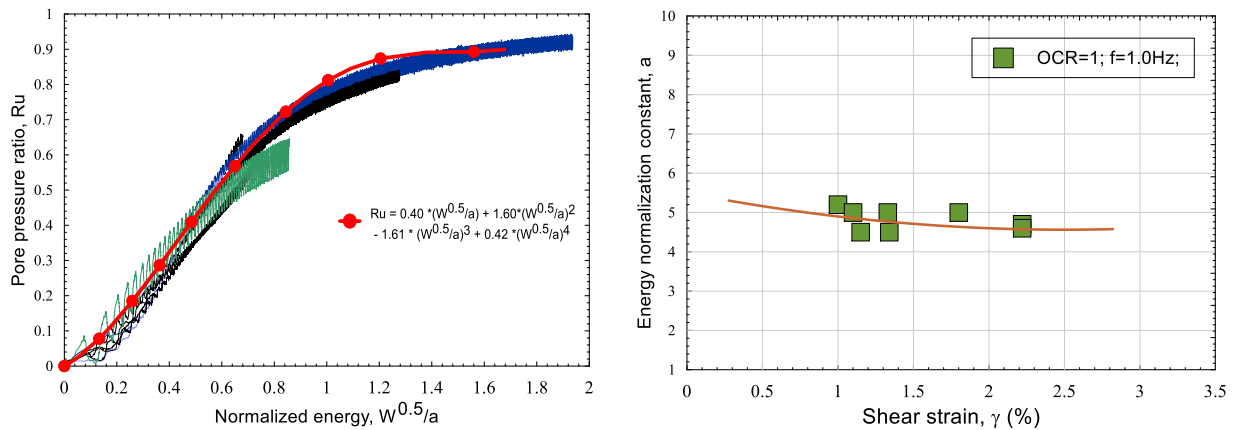 Pore pressure ratio, Ru
1
0.9
0.8
0.7
0.6
0.5
0.4
0.3
0.2
0.1
0
Ru = 0.40 *(W^0.5/a) + 1.60*(W^0.5/a)^2
- 1.61 * (W^0.5/a)^3 + 0.42 *(W^0.5/a)^4
0 0.2 0.4 0.6 0.8 1 1.2 1.4 1.6 1.8 2
Normalized energy, W^0.5/a
Energy normalization constant, a
10
9
8
7
6
5
4
3
2
1
OCR=1; f=1.0Hz;
0 0.5 1 1.5 2 2.5 3 3.5
Shear strain, γ (%)